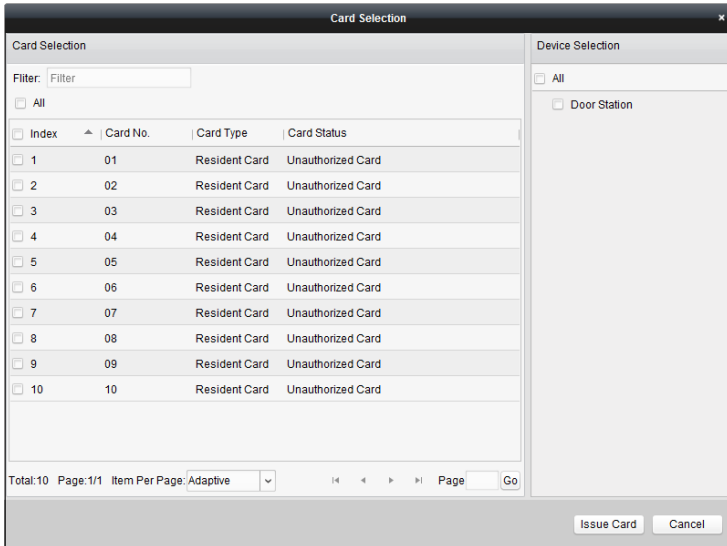 Card Selection ×
Card Selection
Fliter: Filter
All
Index Card No. Card Type Card Status
1 01 Resident Card Unauthorized Card
2 02 Resident Card Unauthorized Card
3 03 Resident Card Unauthorized Card
4 04 Resident Card Unauthorized Card
5 05 Resident Card Unauthorized Card
6 06 Resident Card Unauthorized Card
7 07 Resident Card Unauthorized Card
8 08 Resident Card Unauthorized Card
9 09 Resident Card Unauthorized Card
10 10 Resident Card Unauthorized Card
Total:10 Page:1/1 Item Per Page: Adaptive Page Go
Device Selection
All
Door Station
Issue Card Cancel